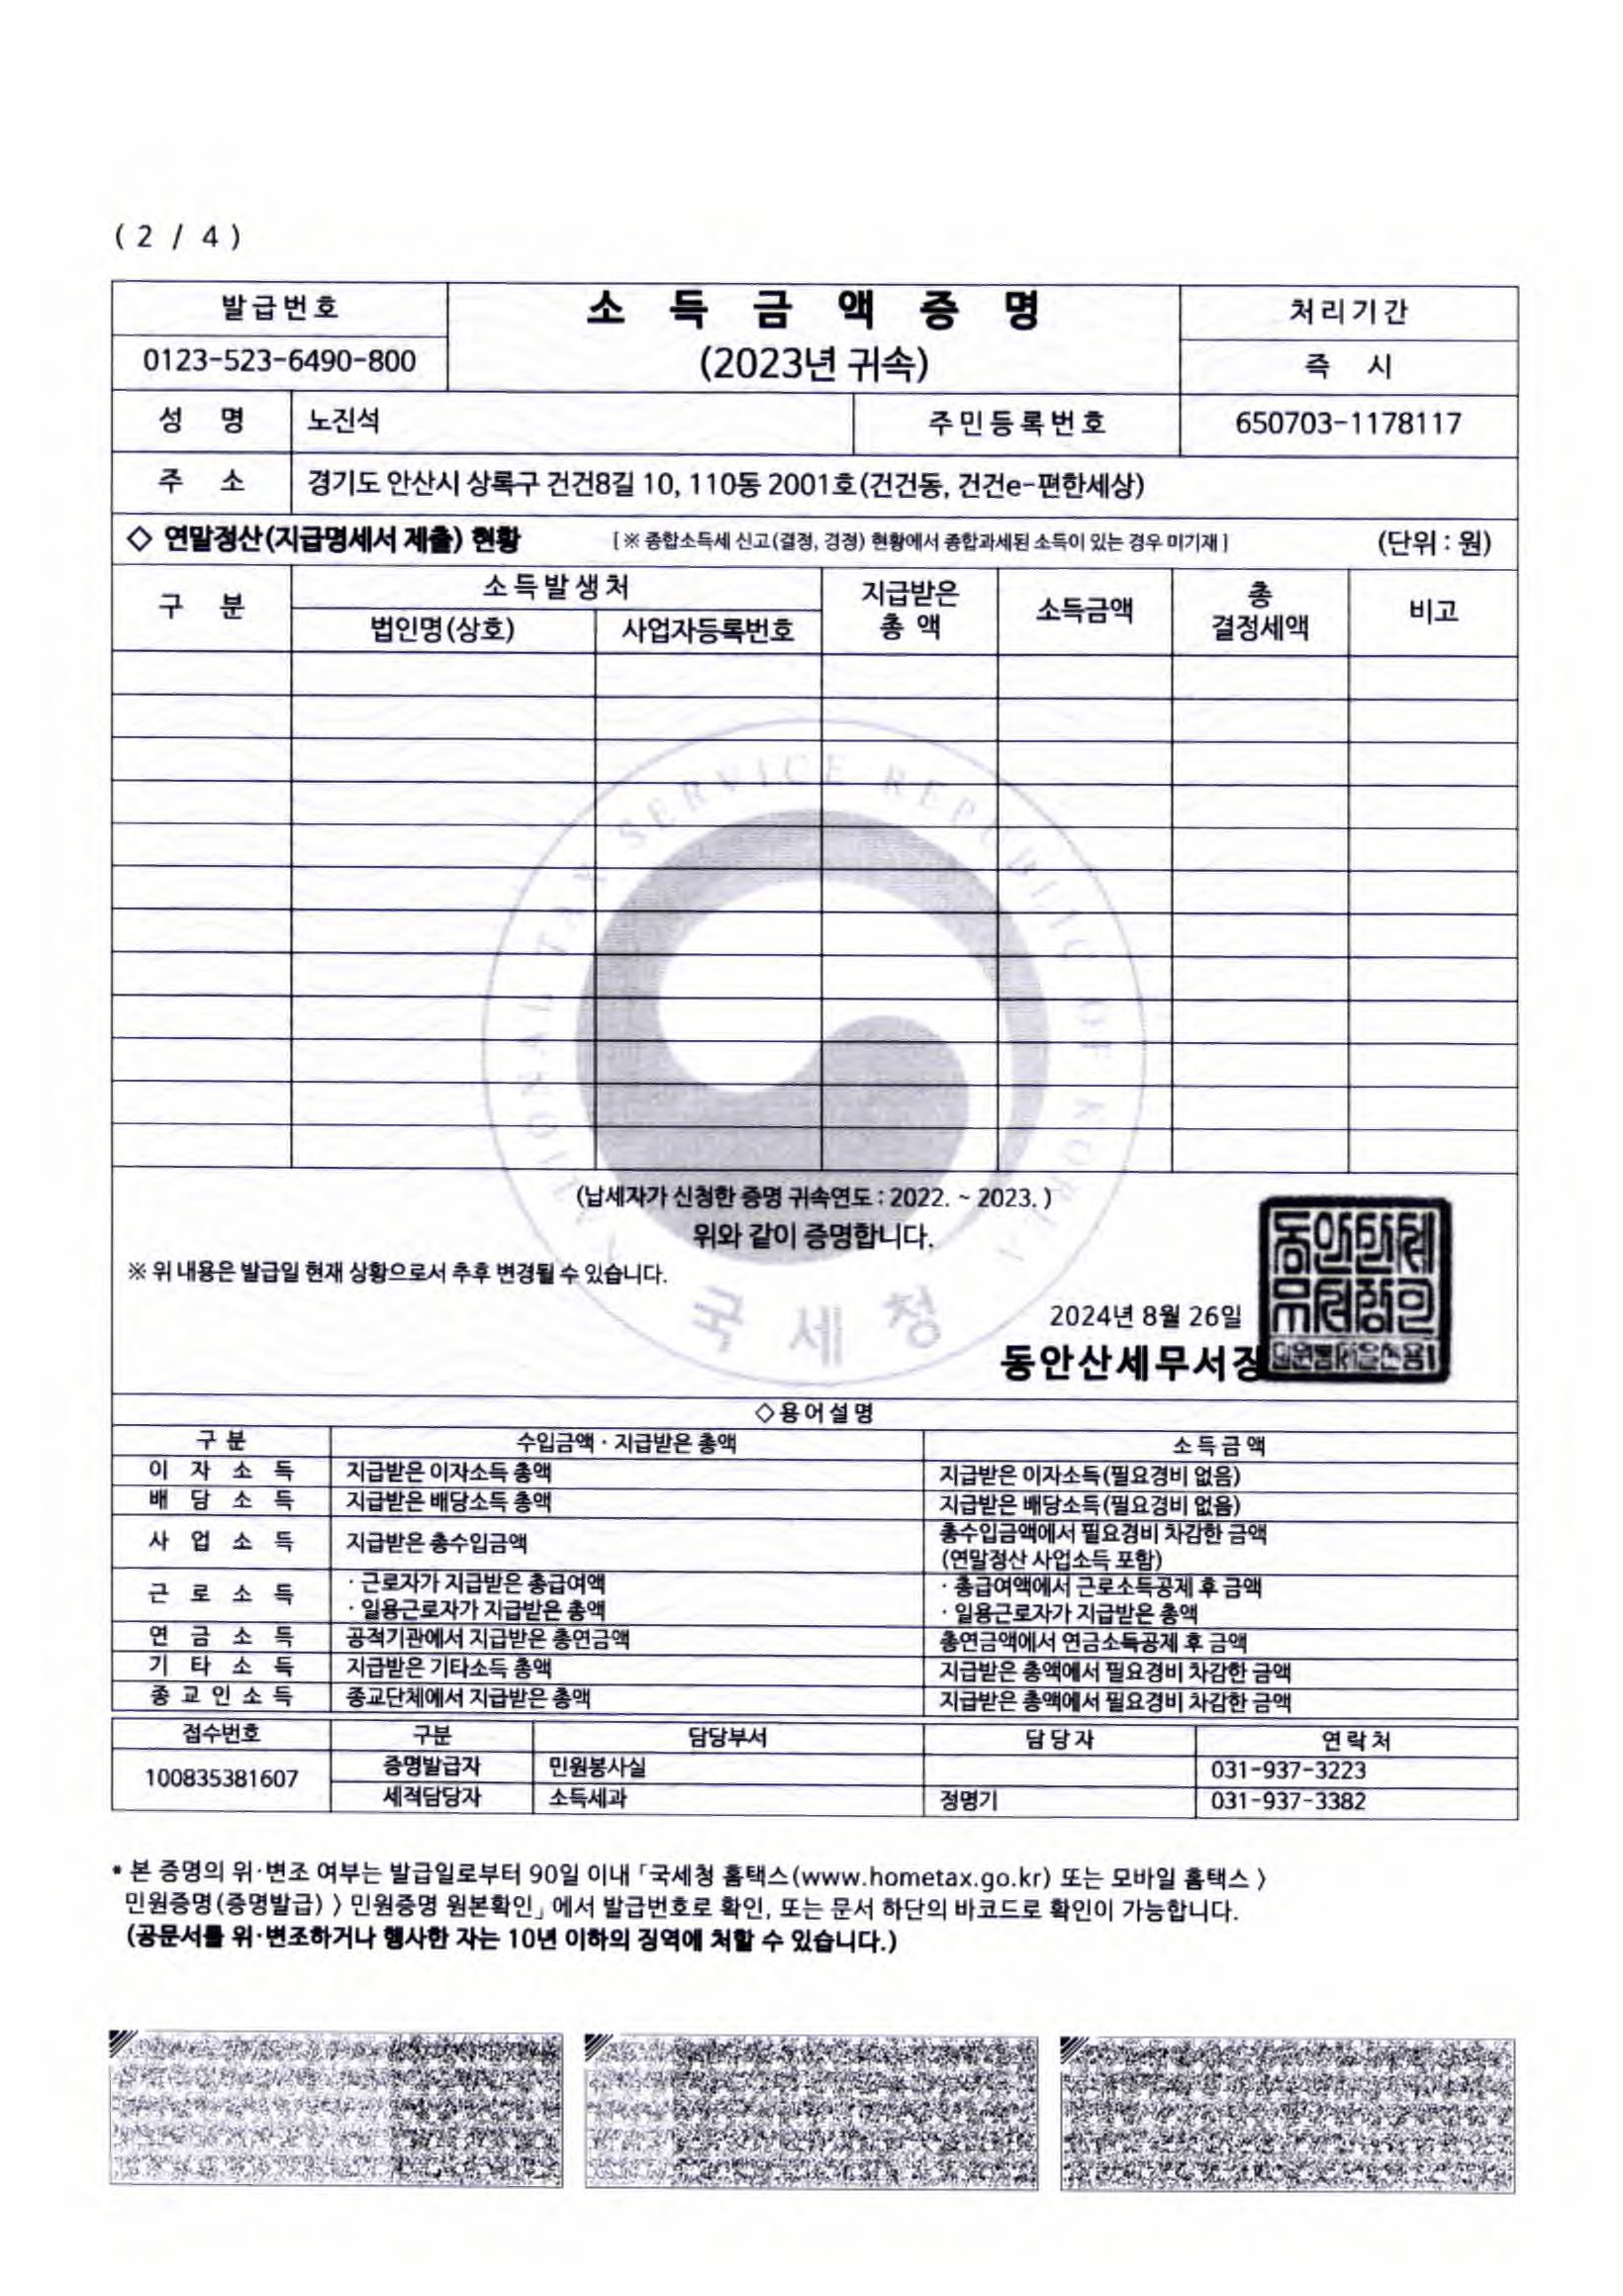 ( 2 / 4 )
발급번호
0123-523-6490-800
소 득 금 액 증 명
(2023년 귀속)
처리기간
즉 시
성 명 노진석 주민등록번호 650703-1178117
주 소 경기도 안산시 상록구 건건8길 10, 110동 2001호(건건동, 건건e-편한세상)
◇ 연말정산(지급명세서 제출) 현황 [ ※ 종합소득세 신고(결정, 경정) 현황에서 종합과세된 소득이 있는 경우 미기재 ] (단위 : 원)
구 분 소득발생처 지급받은 총 액 소득금액 총 결정세액 비고
법인명(상호) 사업자등록번호
NATIONAL TAX SERVICE REPUBLIC OF KOREA
(납세자가 신청한 증명 귀속연도 : 2022. ~ 2023. )
위와 같이 증명합니다.
※ 위 내용은 발급일 현재 상황으로서 추후 변경될 수 있습니다.
국세청
2024년 8월 26일
동안산세무서장
◇용어설명
구 분 수입금액 · 지급받은 총액 소득금액
이 자 소 득 지급받은 이자소득 총액 지급받은 이자소득(필요경비 없음)
배 당 소 득 지급받은 배당소득 총액 지급받은 배당소득(필요경비 없음)
사 업 소 득 지급받은 총수입금액 총수입금액에서 필요경비 차감한 금액
(연말정산 사업소득 포함)
근 로 소 득 · 근로자가 지급받은 총급여액 · 총급여액에서 근로소득공제 후 금액
· 일용근로자가 지급받은 총액 · 일용근로자가 지급받은 총액
연 금 소 득 공적기관에서 지급받은 총연금액 총연금액에서 연금소득공제 후 금액
기 타 소 득 지급받은 기타소득 총액 지급받은 총액에서 필요경비 차감한 금액
종교인소득 종교단체에서 지급받은 총액 지급받은 총액에서 필요경비 차감한 금액
접수번호 구분 담당부서 담당자 연락처
100835381607 증명발급자 민원봉사실 031-937-3223
세적담당자 소득세과 정명기 031-937-3382
* 본 증명의 위·변조 여부는 발급일로부터 90일 이내 「국세청 홈택스(www.hometax.go.kr) 또는 모바일 홈택스 〉
민원증명(증명발급) 〉 민원증명 원본확인」에서 발급번호로 확인, 또는 문서 하단의 바코드로 확인이 가능합니다.
(공문서를 위·변조하거나 행사한 자는 10년 이하의 징역에 처할 수 있습니다.)